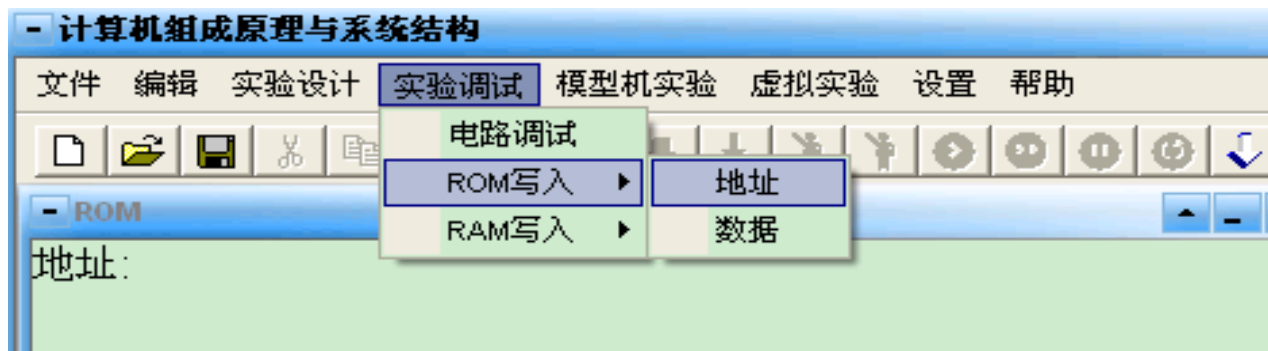 计算机组成原理与系统结构
文件 编辑 实验设计 实验调试 模型机实验 虚拟实验 设置 帮助
电路调试
ROM写入 地址
RAM写入 数据
ROM
地址: